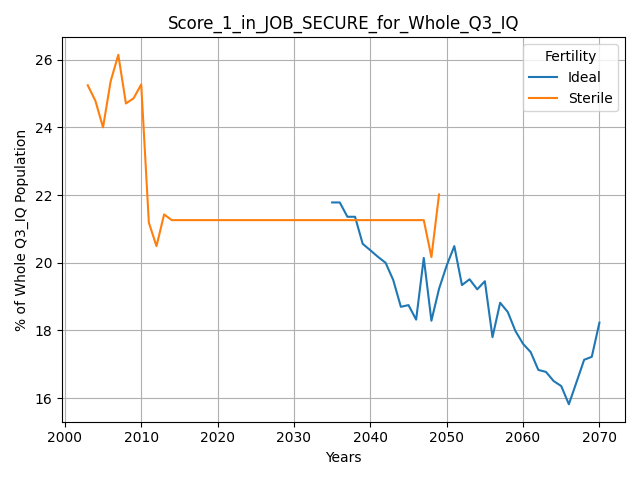 Score_1_in_JOB_SECURE_for_Whole_Q3_IQ
Fertility
Ideal
Sterile
% of Whole Q3_IQ Population
26
24
22
20
18
16
2000 2010 2020 2030 2040 2050 2060 2070
Years